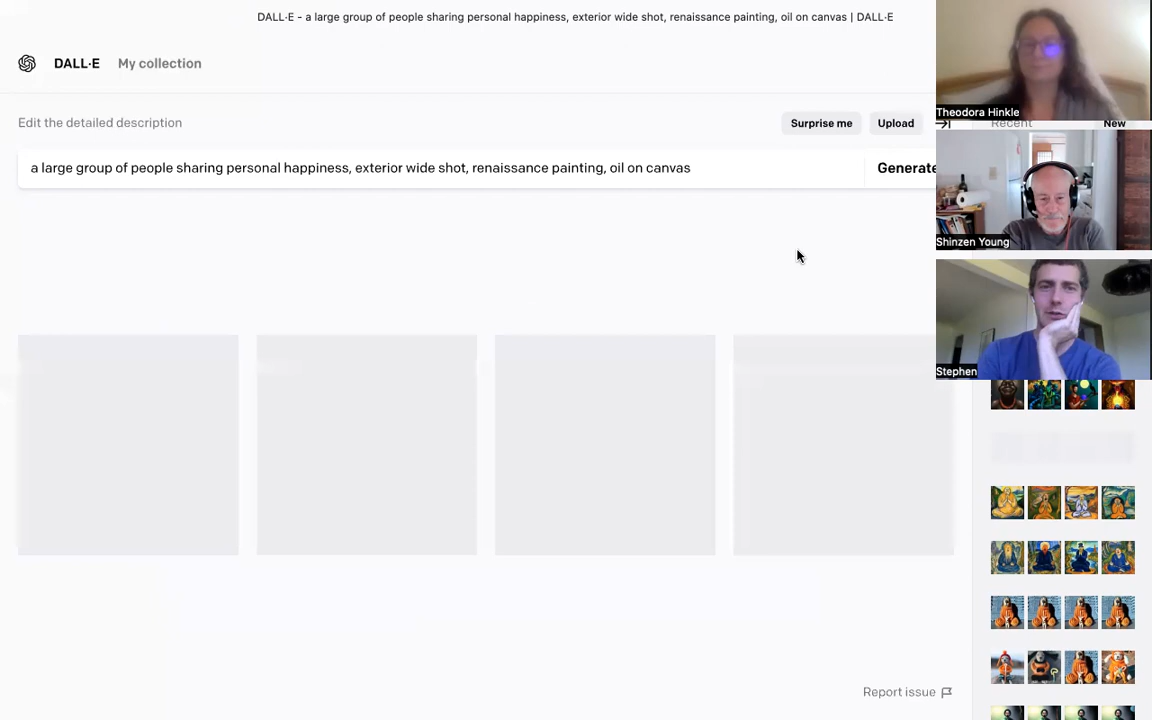 DALL·E - a large group of people sharing personal happiness, exterior wide shot, renaissance painting, oil on canvas | DALL·E
DALL·E My collection
Edit the detailed description
Surprise me
Upload
Recent
New
a large group of people sharing personal happiness, exterior wide shot, renaissance painting, oil on canvas
Generate
Theodora Hinkle
Shinzen Young
Stephen
Report issue